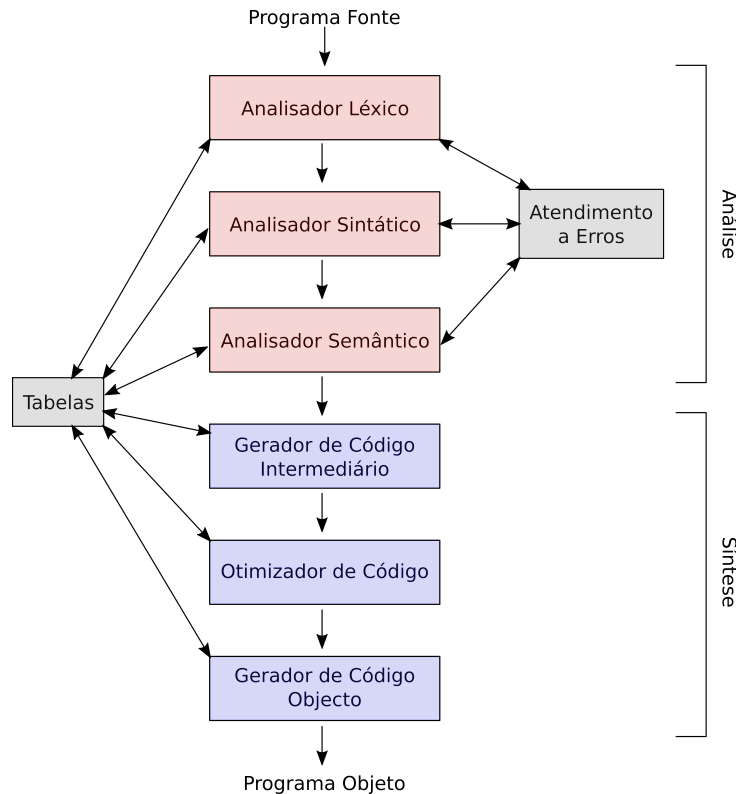 Programa Fonte
Analisador Léxico
Analisador Sintático
Atendimento
a Erros
Análise
Analisador Semântico
Tabelas
Gerador de Código
Intermediário
Otimizador de Código
Síntese
Gerador de Código
Objecto
Programa Objeto